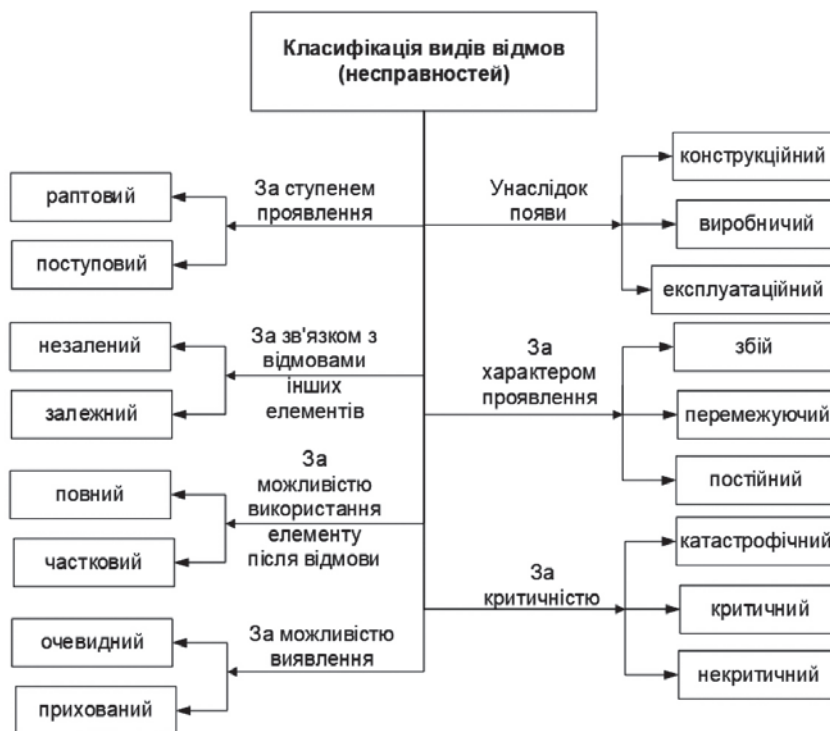 Класифікація видів відмов
(несправностей)
За ступенем
проявлення
раптовий
поступовий
За зв'язком з
відмовами
інших
елементів
незалений
залежний
За
можливістю
використання
елементу
після відмови
повний
частковий
За можливістю
виявлення
очевидний
прихований
Унаслідок
появи
конструкційний
виробничий
експлуатаційний
За
характером
проявлення
збій
перемежуючий
постійний
За
критичністю
катастрофічний
критичний
некритичний